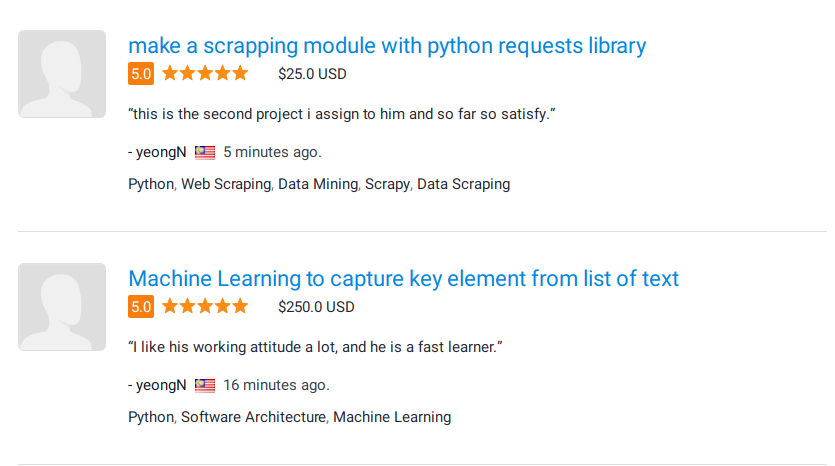 make a scrapping module with python requests library
5.0 $25.0 USD
“this is the second project i assign to him and so far so satisfy.”
- yeongN 5 minutes ago.
Python, Web Scraping, Data Mining, Scrapy, Data Scraping
Machine Learning to capture key element from list of text
5.0 $250.0 USD
“I like his working attitude a lot, and he is a fast learner.”
- yeongN 16 minutes ago.
Python, Software Architecture, Machine Learning